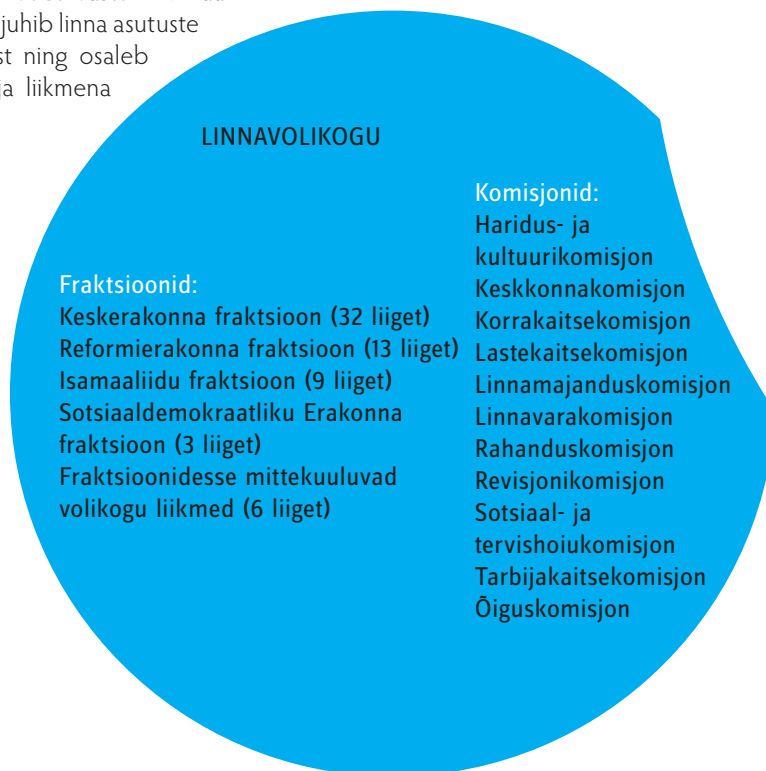 juhib linna asutuste
st ning osaleb
ja liikmena
LINNAVOLIKOGU
Fraktsioonid:
Keskerakonna fraktsioon (32 liiget)
Reformierakonna fraktsioon (13 liiget)
Isamaaliidu fraktsioon (9 liiget)
Sotsiaaldemokraatliku Erakonna
fraktsioon (3 liiget)
Fraktsioonidesse mittekuuluvad
volikogu liikmed (6 liiget)
Komisjonid:
Haridus- ja
kultuurikomisjon
Keskkonnakomisjon
Korrakaitsekomisjon
Lastekaitsekomisjon
Linnamajanduskomisjon
Linnavarakomisjon
Rahanduskomisjon
Revisjonikomisjon
Sotsiaal- ja
tervishoiukomisjon
Tarbijakaitsekomisjon
Õiguskomisjon